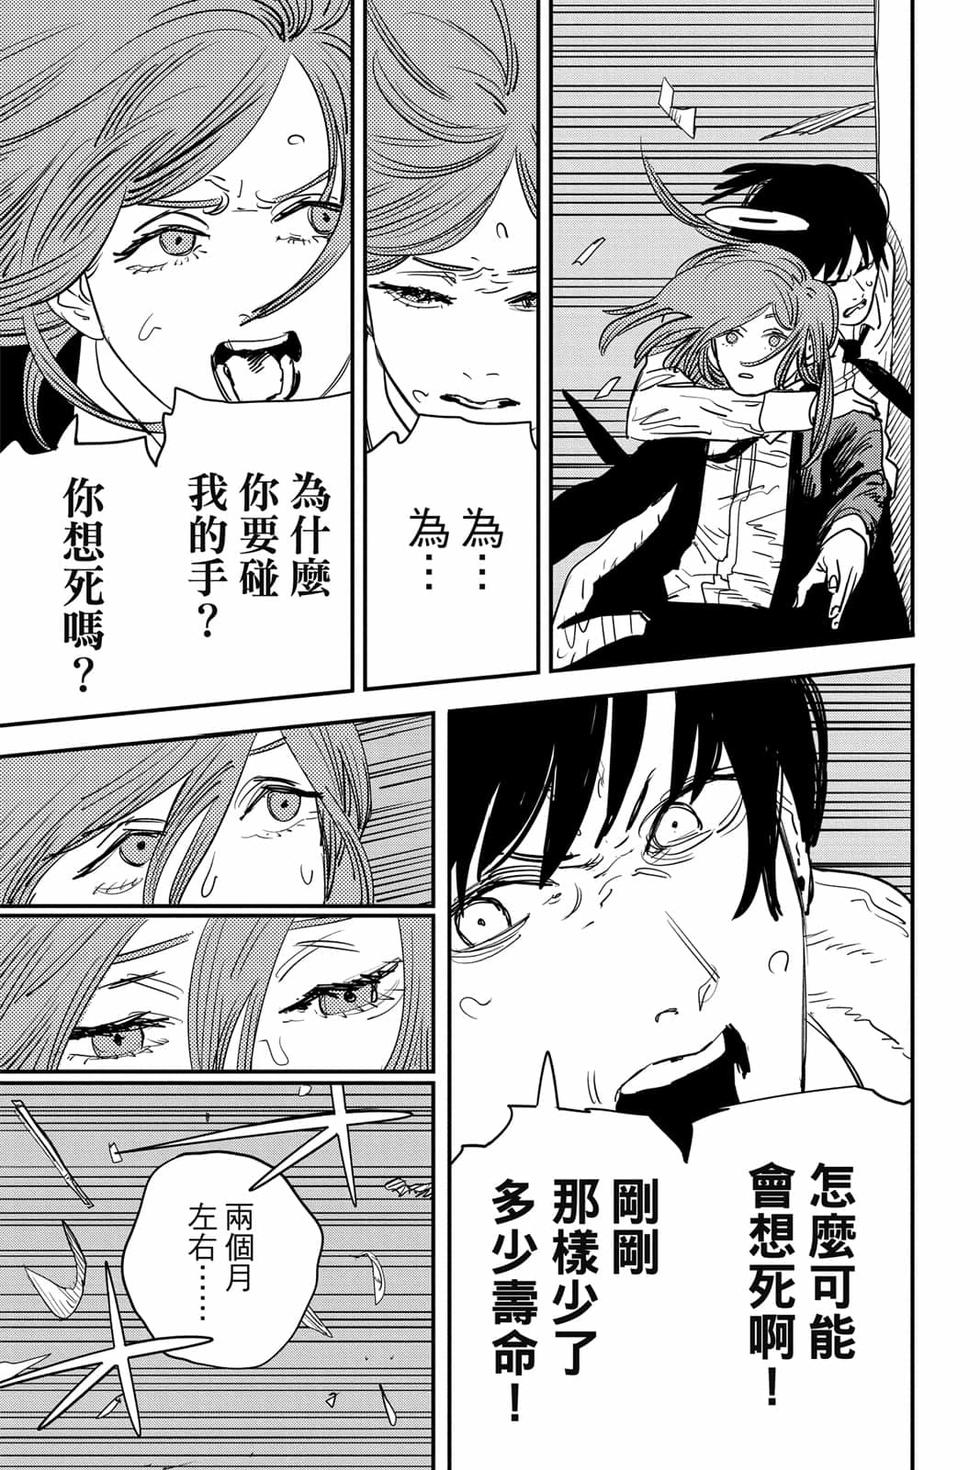 為⋯
為⋯
為什麼
你要碰
我的手？
你想死嗎？
怎麼可能
會想死啊！
剛剛
那樣少了
多少壽命！
兩個月
左右⋯⋯